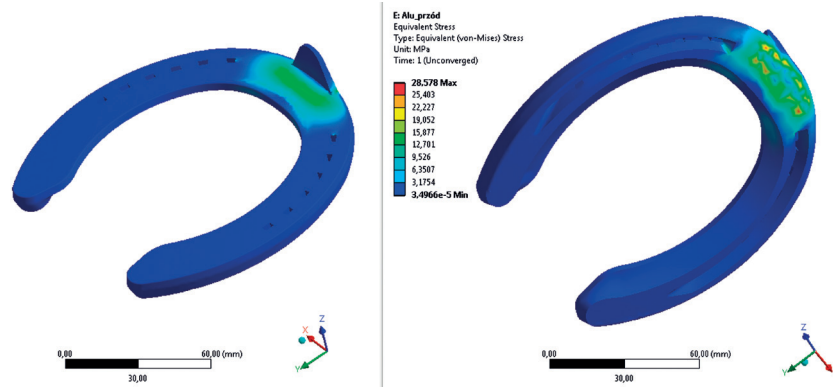 E: Alu_przód
Equivalent Stress
Type: Equivalent (von-Mises) Stress
Unit: MPa
Time: 1 (Unconverged)
28.578 Max
25,403
22,227
19,052
15,877
12,701
9,526
6,3507
3,1754
3,4966e-5 Min
Z
X
Y
0,00
60,00 (mm)
30,00
Z
Y
0,00
60,00 (mm)
30,00